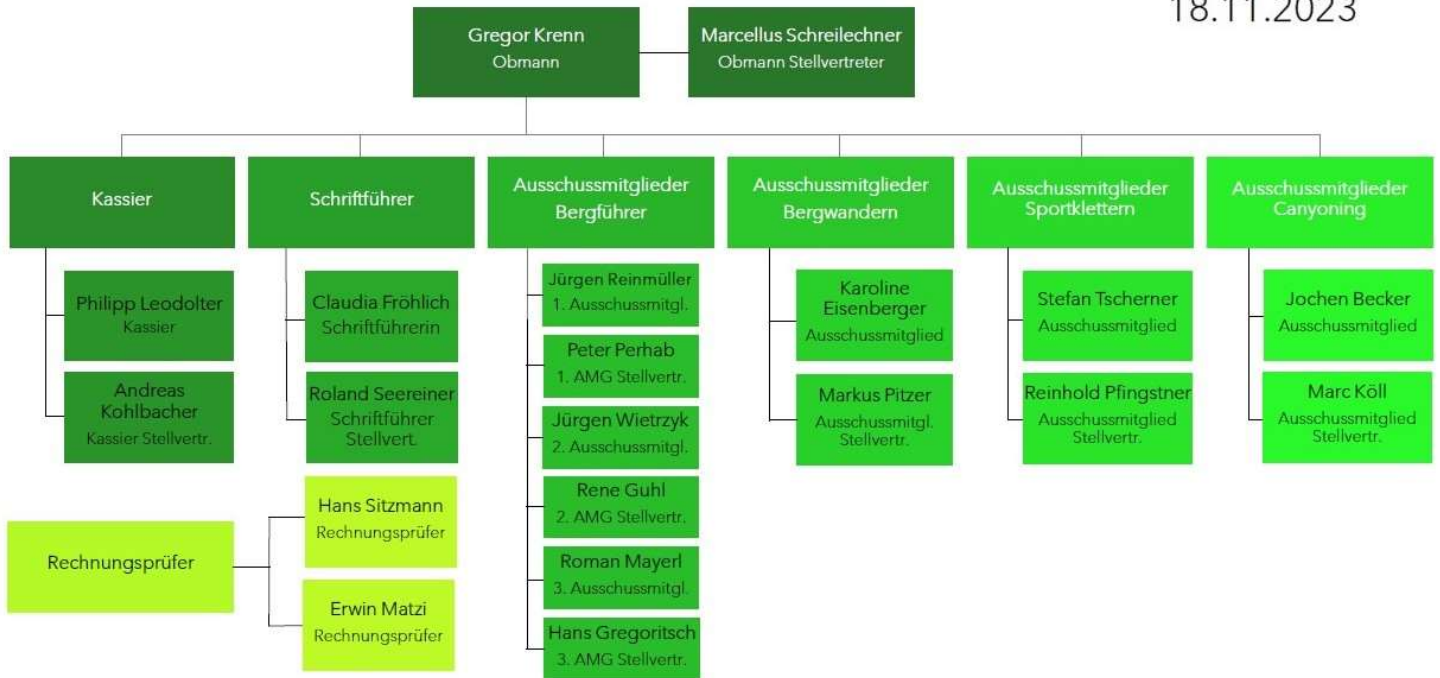 18.11.2023
Gregor Krenn
Obmann
Marcellus Schreilechner
Obmann Stellvertreter
Kassier
Schriftführer
Ausschussmitglieder
Bergführer
Ausschussmitglieder
Bergwandern
Ausschussmitglieder
Sportklettern
Ausschussmitglieder
Canyoning
Philipp Leodolter
Kassier
Andreas
Kohlbacher
Kassier Stellvertr.
Claudia Fröhlich
Schriftführerin
Roland Seereiner
Schriftführer
Stellvert.
Jürgen Reinmüller
1. Ausschussmitgl.
Peter Perhab
1. AMG Stellvertr.
Jürgen Wietrzyk
2. Ausschussmitgl.
Rene Guhl
2. AMG Stellvertr.
Roman Mayerl
3. Ausschussmitgl.
Hans Gregoritsch
3. AMG Stellvertr.
Karoline
Eisenberger
Ausschussmitglied
Markus Pitzer
Ausschussmitgl.
Stellvertr.
Stefan Tscherner
Ausschussmitglied
Reinhold Pfingstner
Ausschussmitglied
Stellvertr.
Jochen Becker
Ausschussmitglied
Marc Köll
Ausschussmitglied
Stellvertr.
Rechnungsprüfer
Hans Sitzmann
Rechnungsprüfer
Erwin Matzi
Rechnungsprüfer